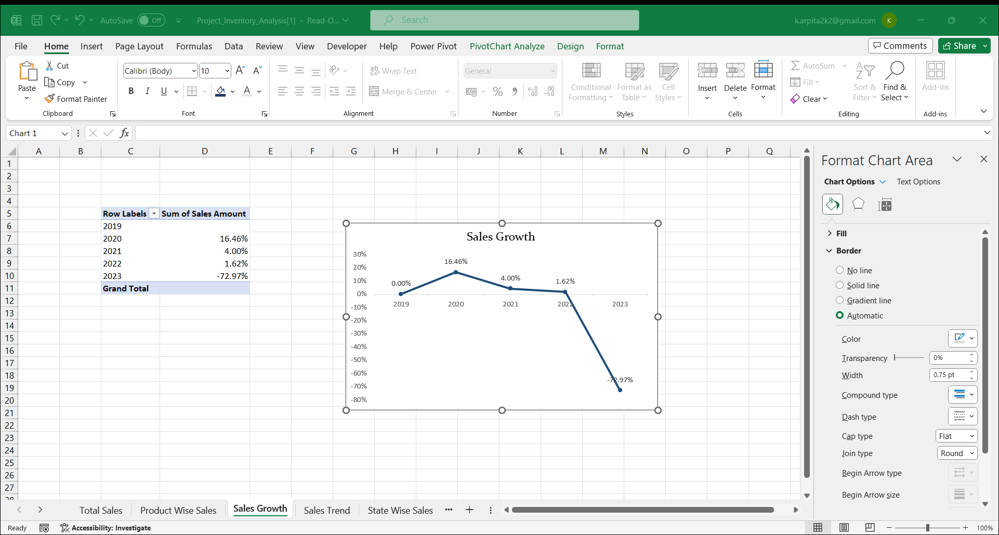 AutoSave Off Project_Inventory_Analysis[1] - Read-O... Search k.arpita2k2@gmail.com K
File Home Insert Page Layout Formulas Data Review View Developer Help Power Pivot PivotChart Analyze Design Format Comments Share
Paste
Cut
Copy
Format Painter
Clipboard
Calibri (Body) 10 A A
B I U A
Font
ab Wrap Text
Merge & Center
Alignment
General
% 9 .00 .00
Number
Conditional Formatting
Format as Table
Cell Styles
Styles
Insert Delete Format
Cells
AutoSum
Fill
Clear
Sort & Filter
Find & Select
Editing
Add-ins
Add-ins
Chart 1 fx
A B C D E F G H I J K L M N O P Q
1
2
3
4
5 Row Labels Sum of Sales Amount
6 2019
7 2020 16.46%
8 2021 4.00%
9 2022 1.62%
10 2023 -72.97%
11 Grand Total
12
13
14
15
16
17
18
19
20
21
22
23
24
25
26
27
28
Sales Growth
30%
20%
10%
0%
-10%
-20%
-30%
-40%
-50%
-60%
-70%
-80%
0.00% 16.46% 4.00% 1.62% -72.97%
2019 2020 2021 2022 2023
Format Chart Area
Chart Options Text Options
Fill
Border
No line
Solid line
Gradient line
Automatic
Color
Transparency 0%
Width 0.75 pt
Compound type
Dash type
Cap type Flat
Join type Round
Begin Arrow type
Begin Arrow size
Total Sales Product Wise Sales Sales Growth Sales Trend State Wise Sales ...
Ready Accessibility: Investigate 100%